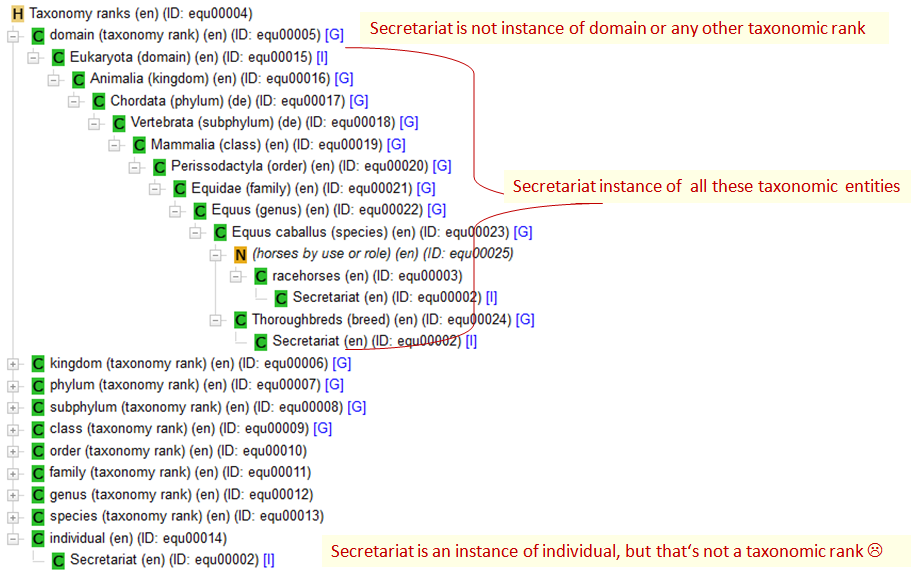 H Taxonomy ranks (en) (ID: equ00004)
C domain (taxonomy rank) (en) (ID: equ00005) [G]
Secretariat is not instance of domain or any other taxonomic rank
C Eukaryota (domain) (en) (ID: equ00015) [I]
C Animalia (kingdom) (en) (ID: equ00016) [G]
C Chordata (phylum) (de) (ID: equ00017) [G]
C Vertebrata (subphylum) (de) (ID: equ00018) [G]
C Mammalia (class) (en) (ID: equ00019) [G]
C Perissodactyla (order) (en) (ID: equ00020) [G]
C Equidae (family) (en) (ID: equ00021) [G]
Secretariat instance of all these taxonomic entities
C Equus (genus) (en) (ID: equ00022) [G]
C Equus caballus (species) (en) (ID: equ00023) [G]
N (horses by use or role) (en) (ID: equ00025)
C racehorses (en) (ID: equ00003)
C Secretariat (en) (ID: equ00002) [I]
C Thoroughbreds (breed) (en) (ID: equ00024) [G]
C Secretariat (en) (ID: equ00002) [I]
C kingdom (taxonomy rank) (en) (ID: equ00006) [G]
C phylum (taxonomy rank) (en) (ID: equ00007) [G]
C subphylum (taxonomy rank) (en) (ID: equ00008) [G]
C class (taxonomy rank) (en) (ID: equ00009) [G]
C order (taxonomy rank) (en) (ID: equ00010)
C family (taxonomy rank) (en) (ID: equ00011)
C genus (taxonomy rank) (en) (ID: equ00012)
C species (taxonomy rank) (en) (ID: equ00013)
C individual (en) (ID: equ00014)
Secretariat is an instance of individual, but that‘s not a taxonomic rank ☹
C Secretariat (en) (ID: equ00002) [I]